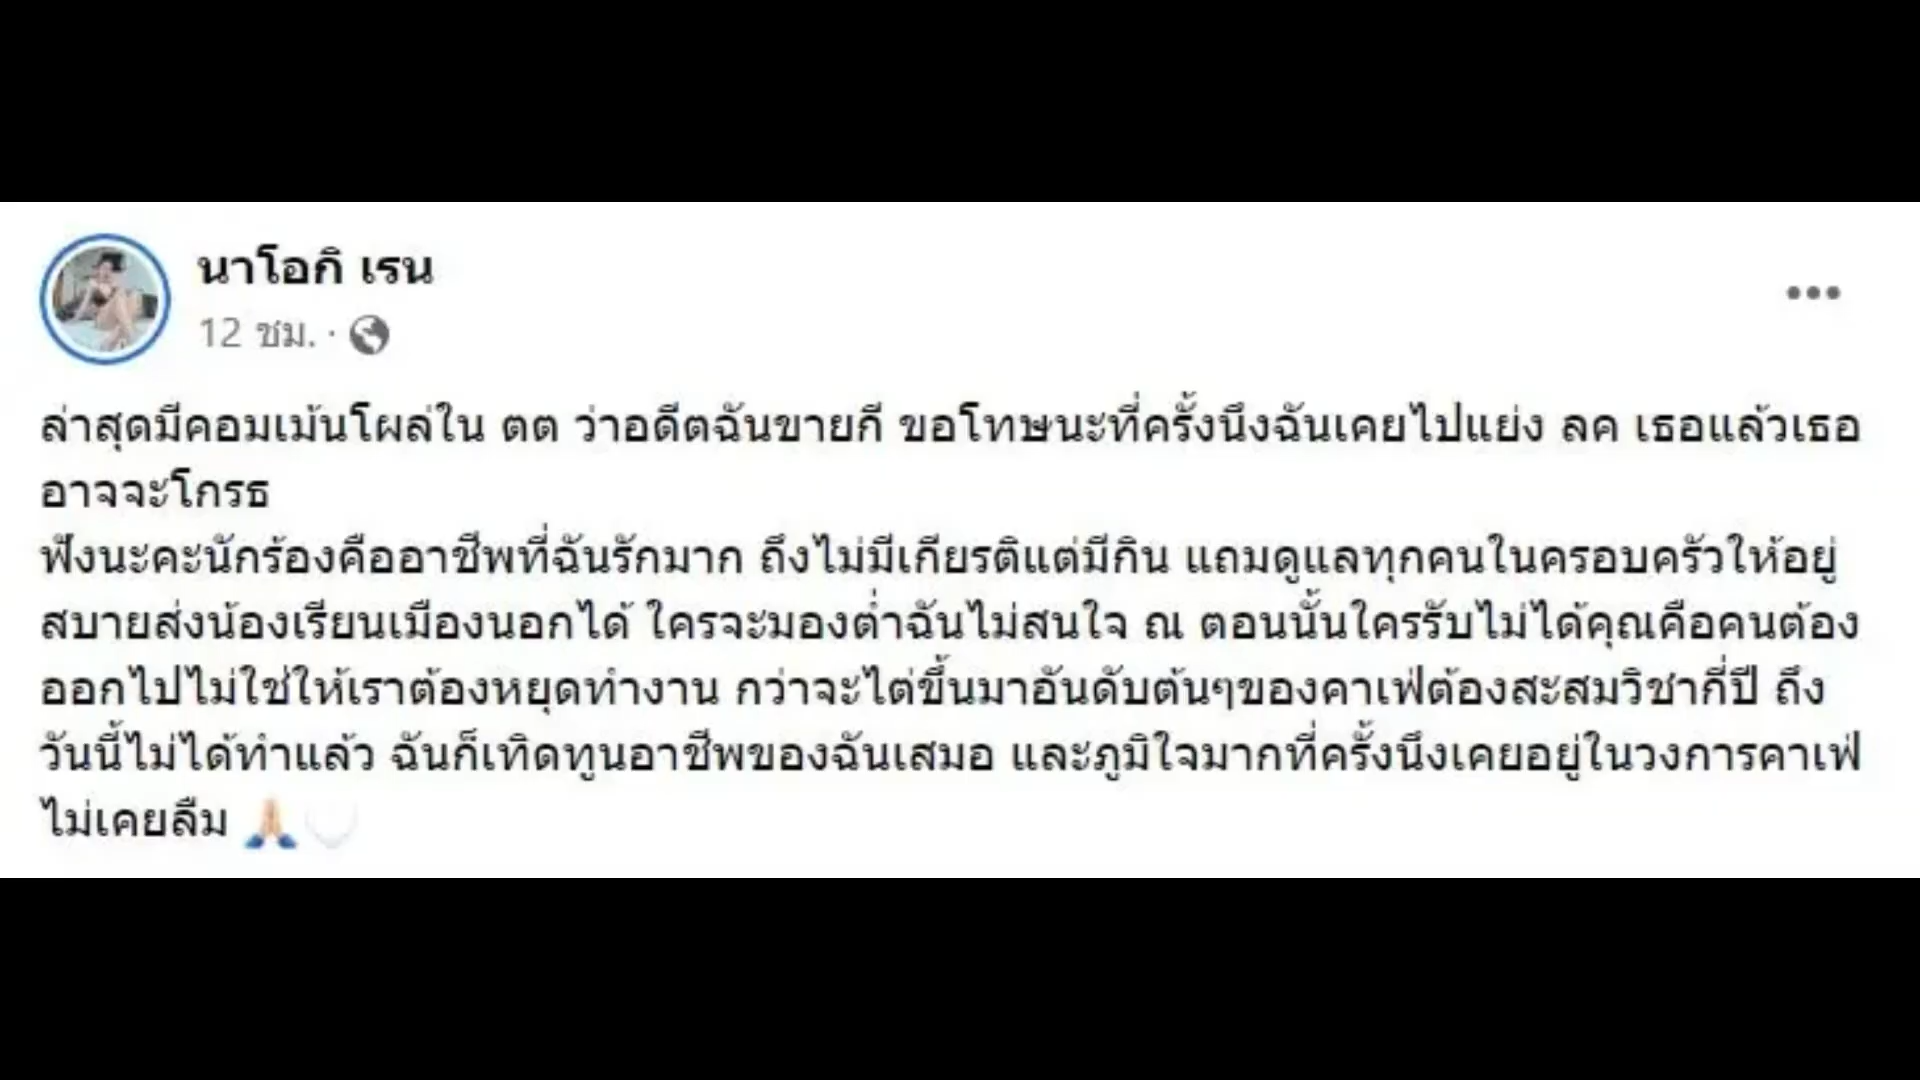 นาโอกิ เรน
12 ชม. ·
ล่าสุดมีคอมเม้นโผล่ใน ตต ว่าอดีตฉันขายกี ขอโทษนะที่ครั้งนึงฉันเคยไปแย่ง ลค เธอแล้วเธอ
อาจจะโกรธ
ฟังนะคะนักร้องคืออาชีพที่ฉันรักมาก ถึงไม่มีเกียรติแต่มีกิน แถมดูแลทุกคนในครอบครัวให้อยู่
สบายส่งน้องเรียนเมืองนอกได้ ใครจะมองต่ำฉันไม่สนใจ ณ ตอนนั้นใครรับไม่ได้คุณคือคนต้อง
ออกไปไม่ใช่ให้เราต้องหยุดทำงาน กว่าจะไต่ขึ้นมาอันดับต้นๆของคาเฟ่ต้องสะสมวิชากี่ปี ถึง
วันนี้ไม่ได้ทำแล้ว ฉันก็เทิดทูนอาชีพของฉันเสมอ และภูมิใจมากที่ครั้งนึงเคยอยู่ในวงการคาเฟ่
ไม่เคยลืม 🙏🏻🤍